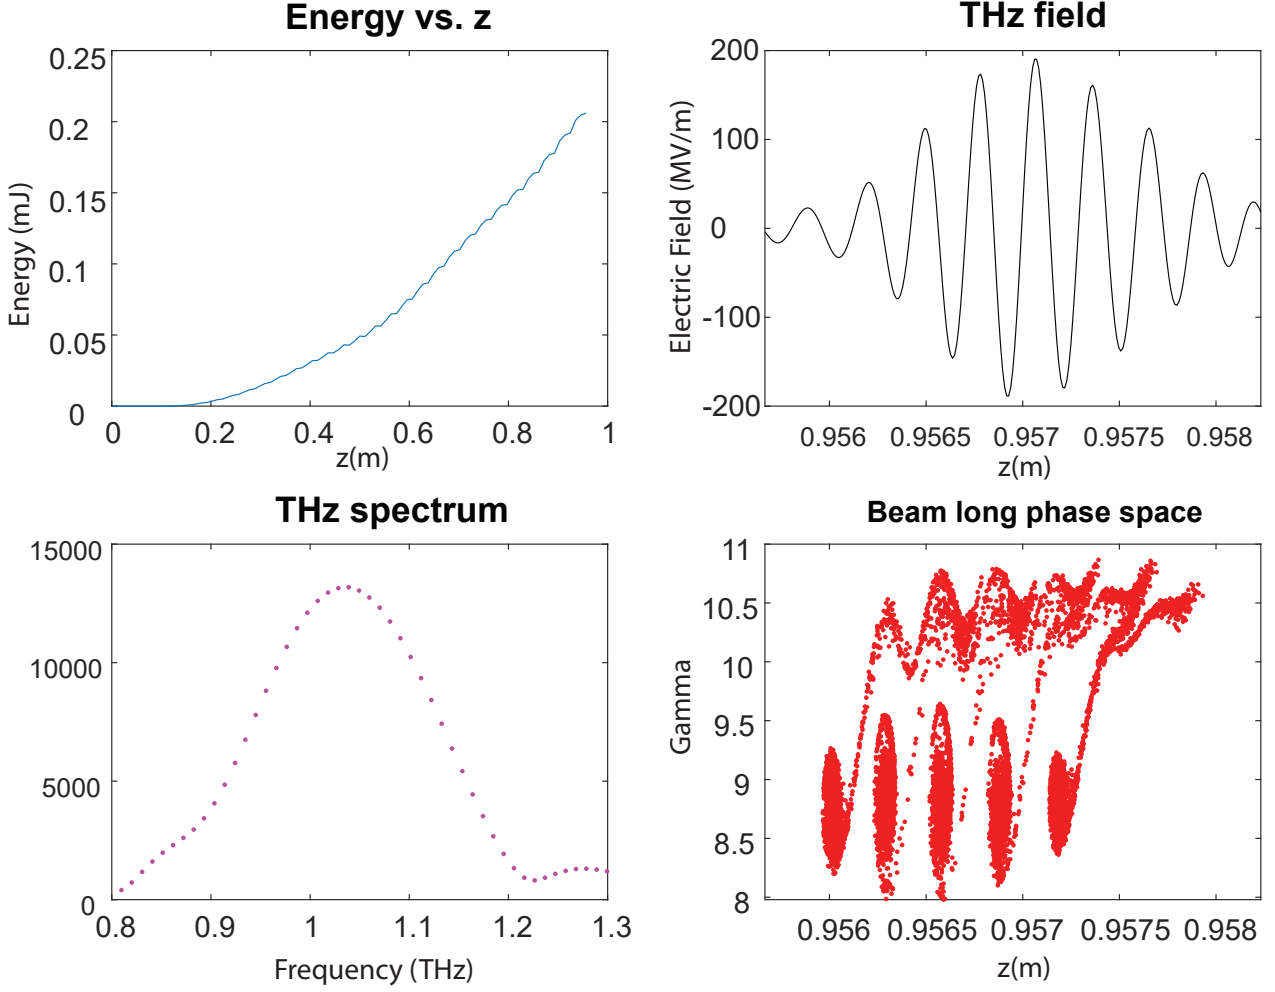 Energy vs. z
0.25
0.2
0.15
0.1
0.05
0
Energy (mJ)
0 0.2 0.4 0.6 0.8 1
z(m)
THz field
200
100
0
-100
-200
Electric Field (MV/m)
0.956 0.9565 0.957 0.9575 0.958
z(m)
THz spectrum
15000
10000
5000
0
0.8 0.9 1 1.1 1.2 1.3
Frequency (THz)
Beam long phase space
11
10.5
10
9.5
9
8.5
8
Gamma
0.956 0.9565 0.957 0.9575 0.958
z(m)